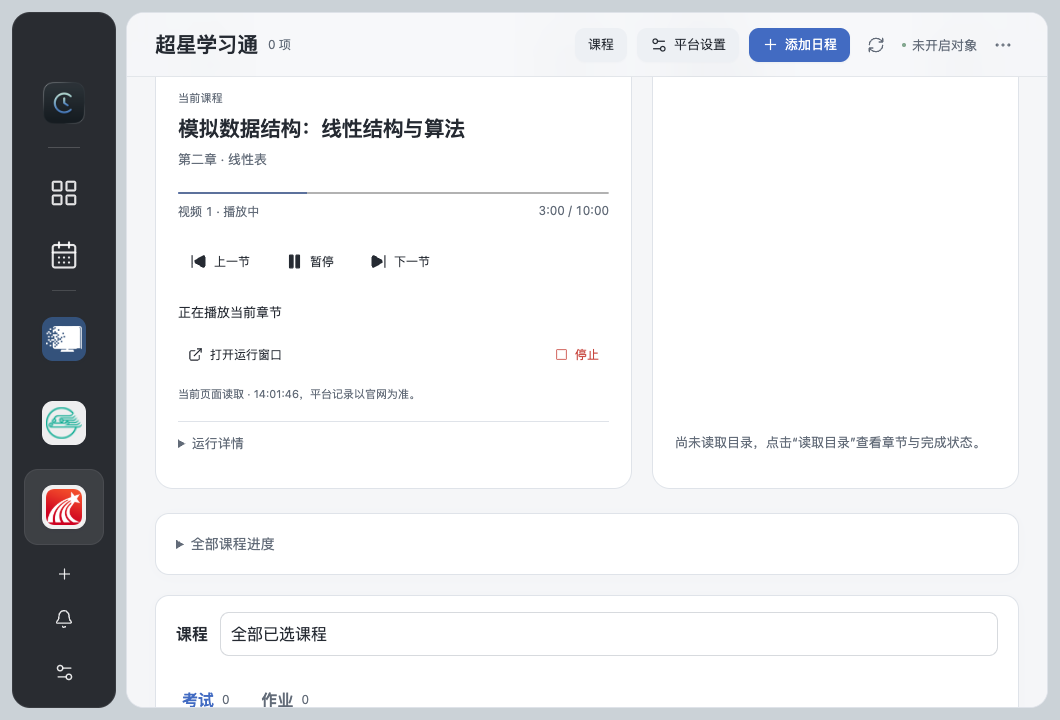 超星学习通 0 项
课程 平台设置 添加日程 未开启对象
当前课程
模拟数据结构：线性结构与算法
第二章 · 线性表
视频 1 · 播放中 3:00 / 10:00
上一节 暂停 下一节
正在播放当前章节
打开运行窗口 停止
当前页面读取 · 14:01:46，平台记录以官网为准。
运行详情
尚未读取目录，点击“读取目录”查看章节与完成状态。
全部课程进度
课程 全部已选课程
考试 0 作业 0